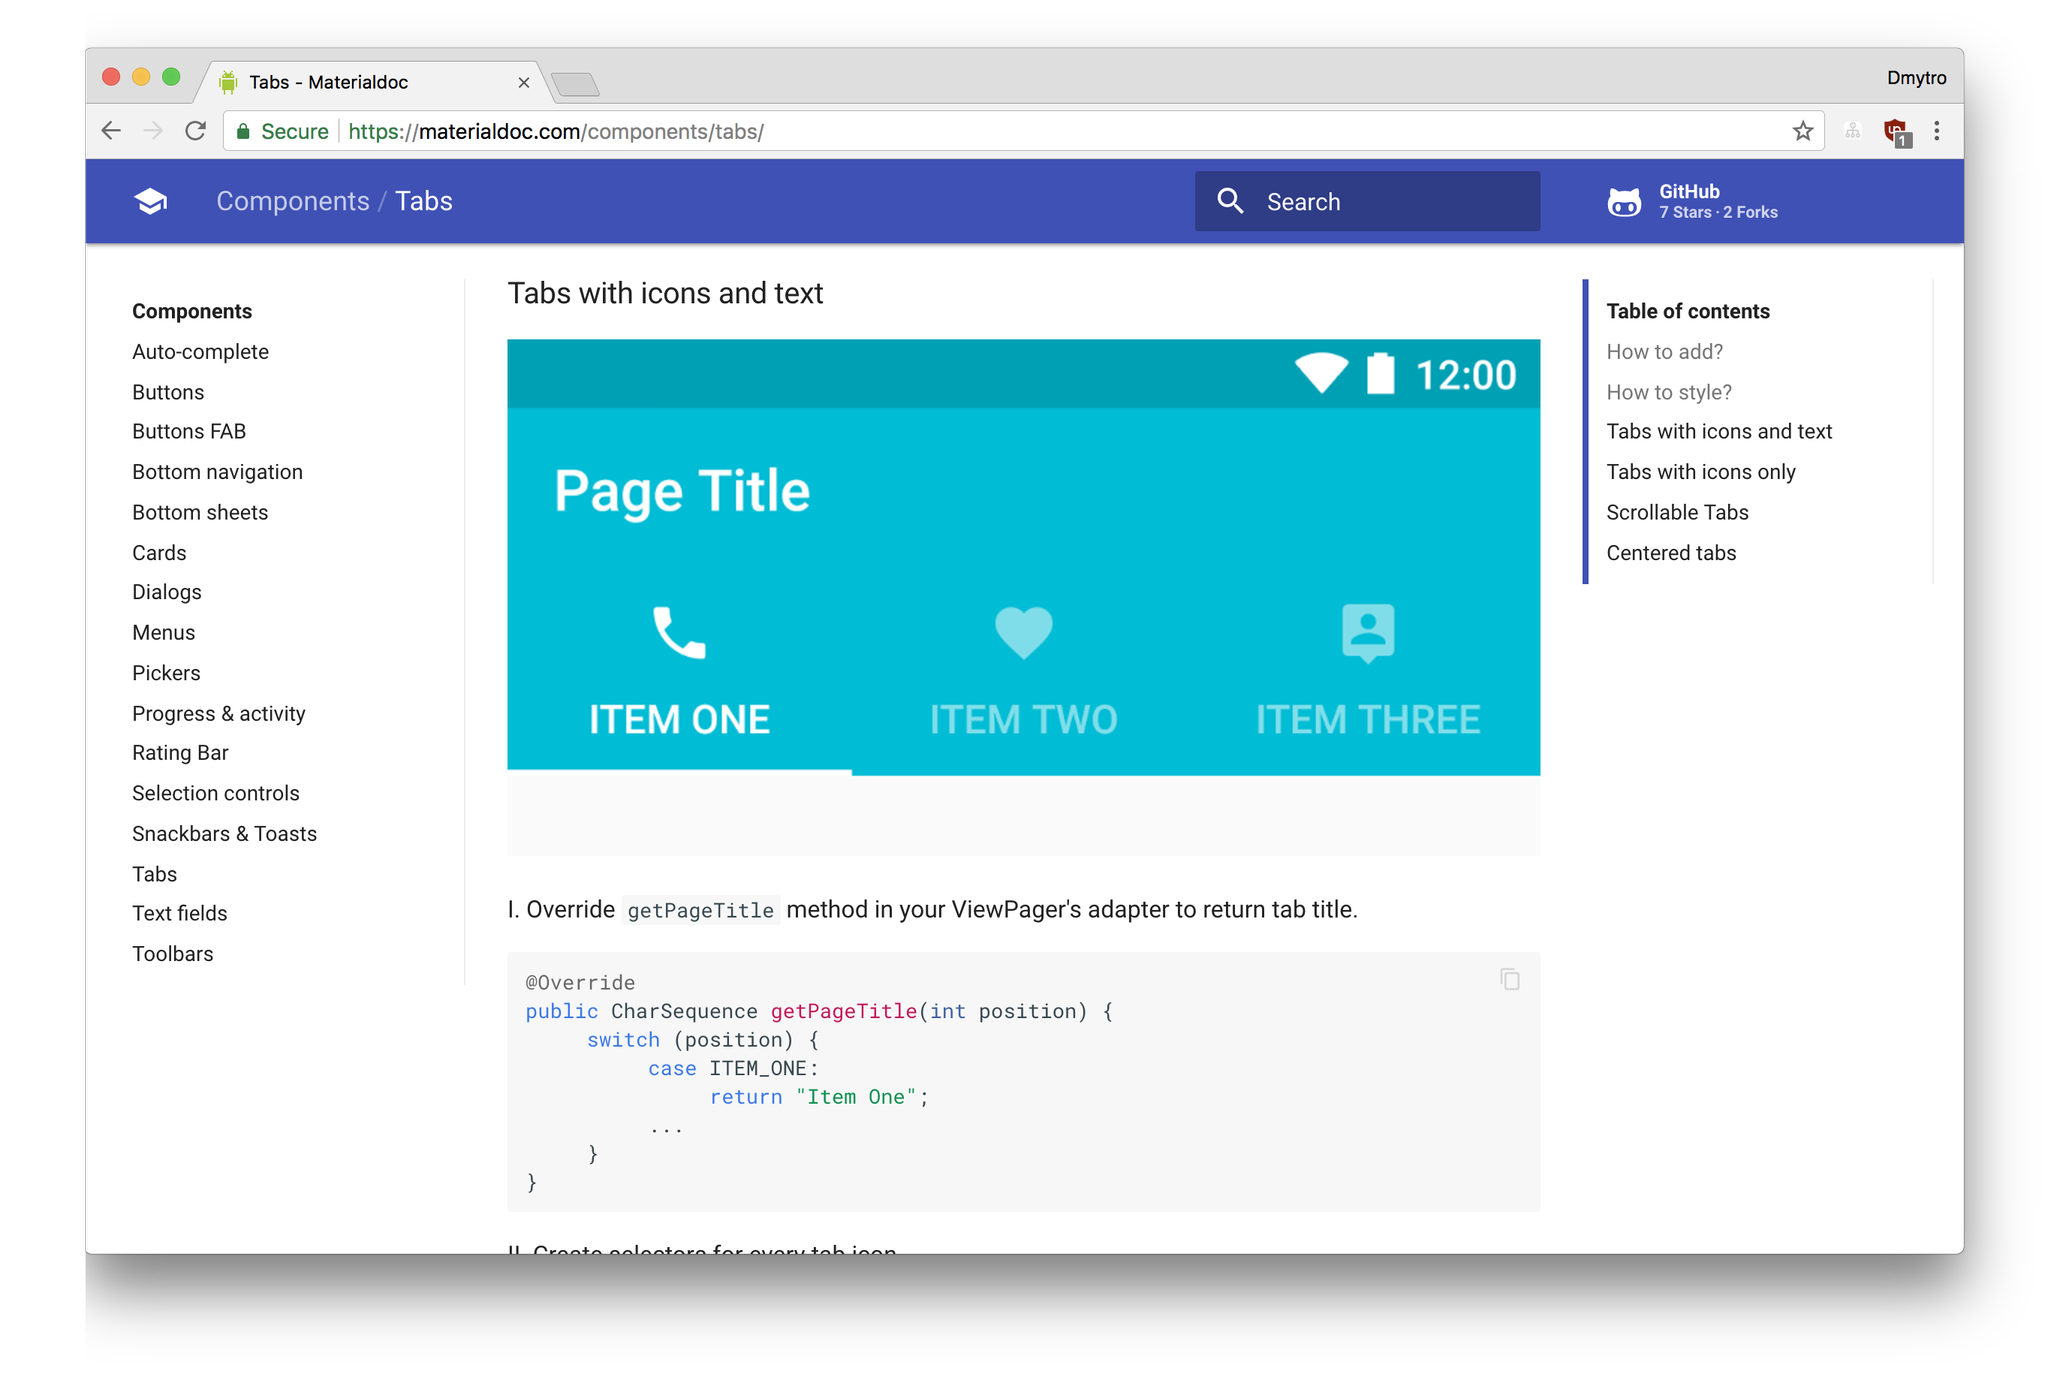 Tabs - Materialdoc
Dmytro
Secure https://materialdoc.com/components/tabs/
1
Components / Tabs
Search
GitHub
7 Stars · 2 Forks
Components
Auto-complete
Buttons
Buttons FAB
Bottom navigation
Bottom sheets
Cards
Dialogs
Menus
Pickers
Progress & activity
Rating Bar
Selection controls
Snackbars & Toasts
Tabs
Text fields
Toolbars
Tabs with icons and text
12:00
Page Title
ITEM ONE ITEM TWO ITEM THREE
I. Override getPageTitle method in your ViewPager's adapter to return tab title.
@Override
public CharSequence getPageTitle(int position) {
switch (position) {
case ITEM_ONE:
return "Item One";
...
}
}
II. Create selectors for every tab icon
Table of contents
How to add?
How to style?
Tabs with icons and text
Tabs with icons only
Scrollable Tabs
Centered tabs